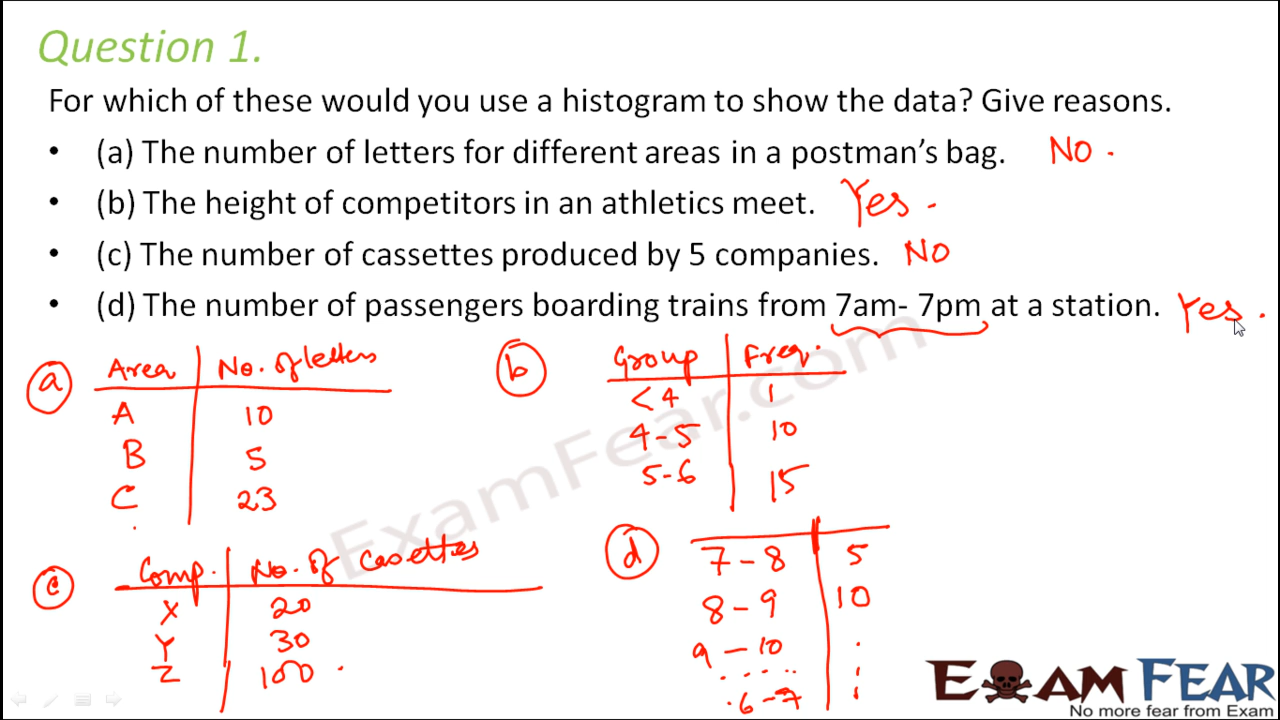 Question 1.
For which of these would you use a histogram to show the data? Give reasons.
• (a) The number of letters for different areas in a postman’s bag. NO.
• (b) The height of competitors in an athletics meet. Yes.
• (c) The number of cassettes produced by 5 companies. NO
• (d) The number of passengers boarding trains from 7am- 7pm at a station. Yes.
a
Area No. of letters
A 10
B 5
C 23
b
Group Freq.
<4 1
4-5 10
5-6 15
c
Comp. No. of Casettes
X 20
Y 30
Z 100
d
7-8 5
8-9 10
9-10
6-7
ExamFear.com
EXAM FEAR
No more fear from Exam